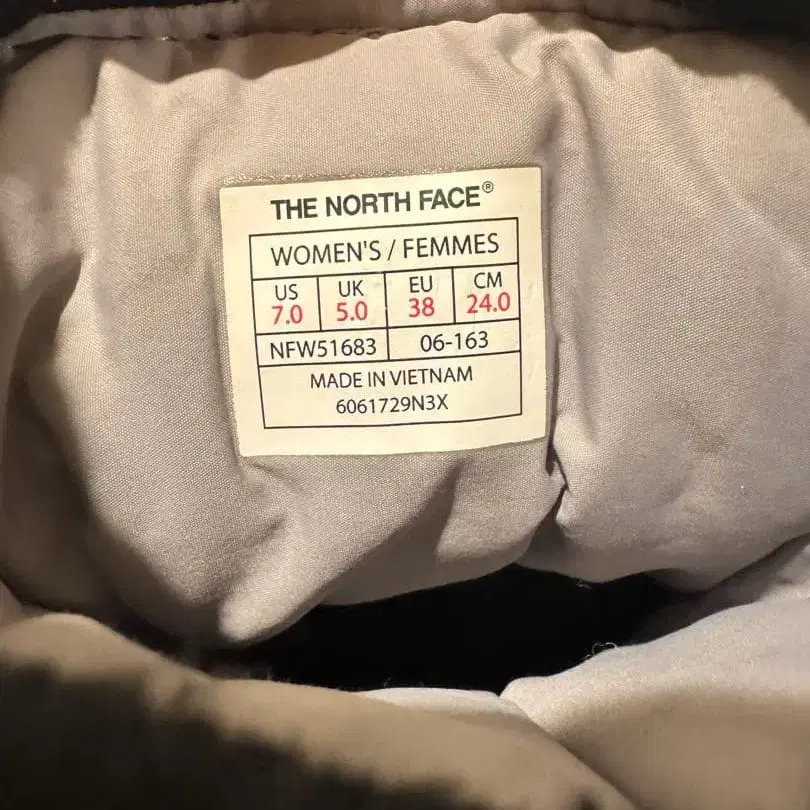 THE NORTH FACE®
WOMEN'S / FEMMES
US UK EU CM
7.0 5.0 38 24.0
NFW51683 06-163
MADE IN VIETNAM
6061729N3X